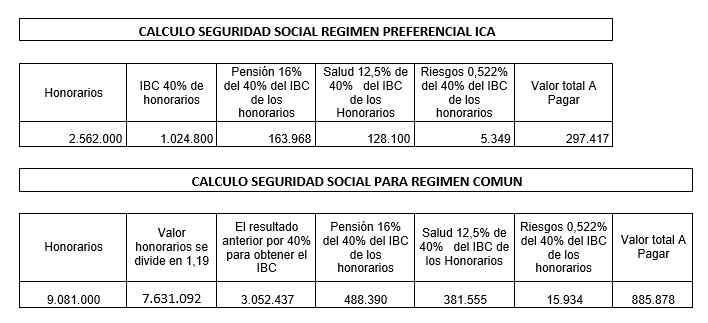 CALCULO SEGURIDAD SOCIAL REGIMEN PREFERENCIAL ICA
Honorarios
IBC 40% de
honorarios
Pensión 16%
del 40% del IBC
de los
honorarios
Salud 12,5% de
40% del IBC
de los
Honorarios
Riesgos 0,522%
del 40% del IBC
de los
honorarios
Valor total A
Pagar
2.562.000 1.024.800 163.968 128.100 5.349 297.417
CALCULO SEGURIDAD SOCIAL PARA REGIMEN COMUN
Honorarios
Valor
honorarios se
divide en 1,19
El resultado
anterior por 40%
para obtener el
IBC
Pensión 16%
del 40% del IBC
de los
honorarios
Salud 12,5% de
40% del IBC de
los Honorarios
Riesgos 0,522%
del 40% del IBC
de los
honorarios
Valor total A
Pagar
9.081.000 7.631.092 3.052.437 488.390 381.555 15.934 885.878